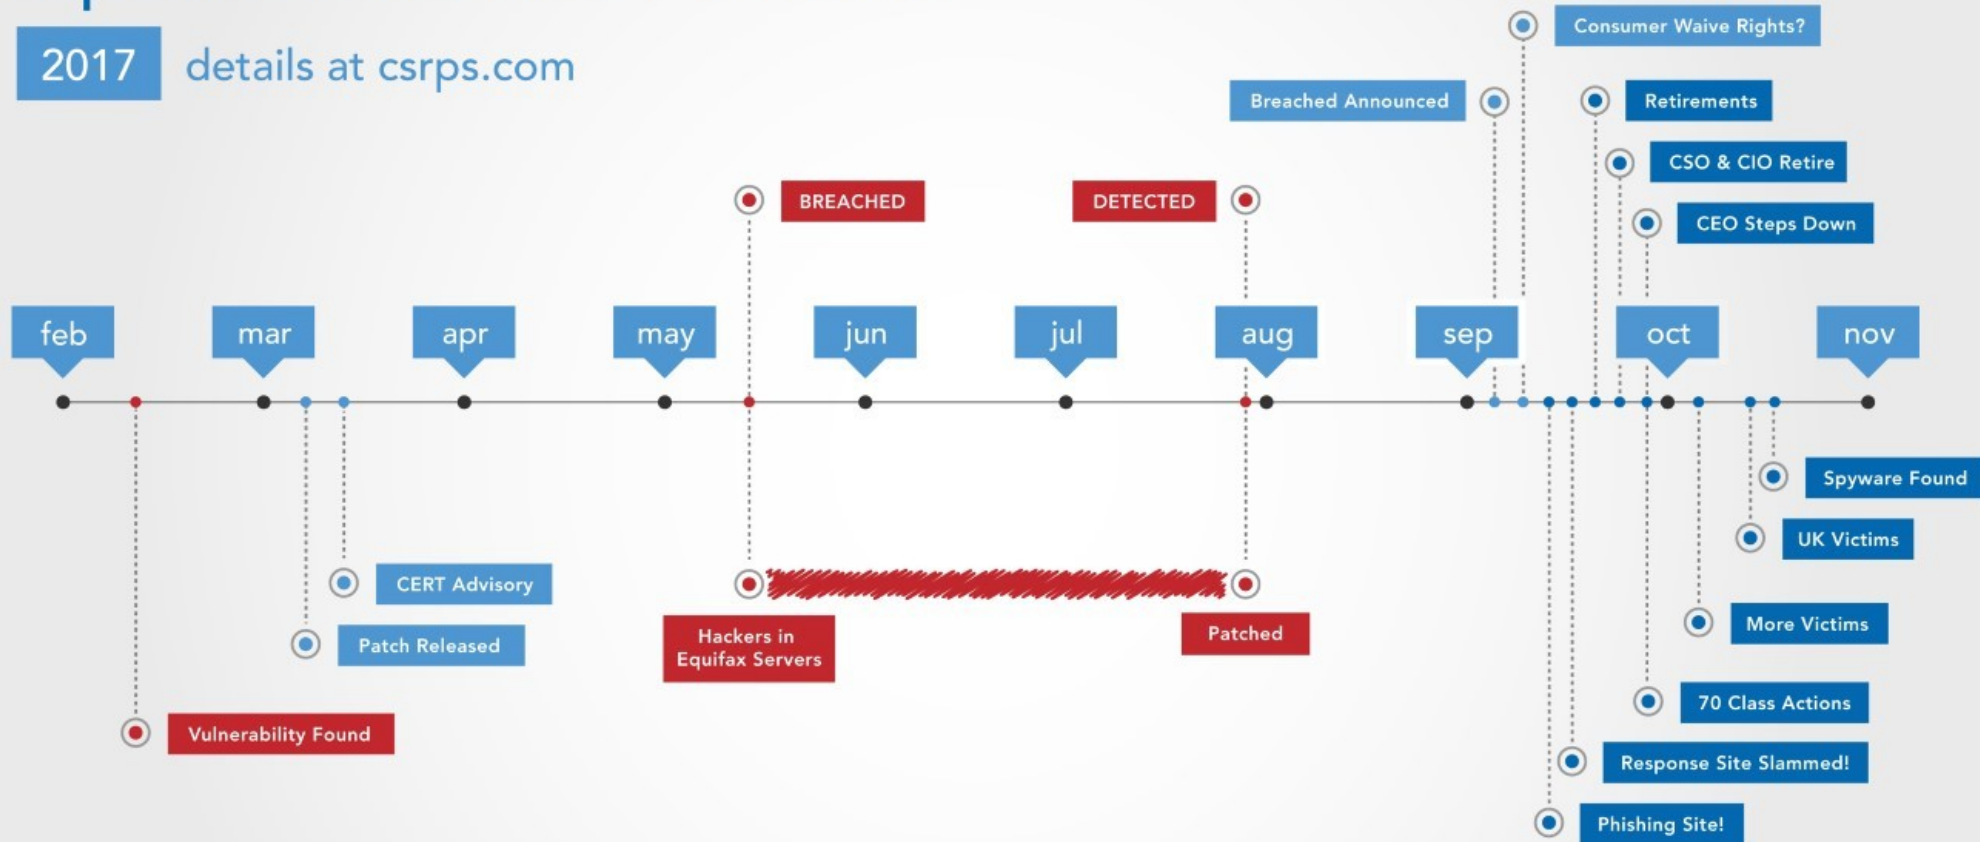 2017
details at csrps.com
Consumer Waive Rights?
Breached Announced
Retirements
CSO & CIO Retire
BREACHED
DETECTED
CEO Steps Down
feb
mar
apr
may
jun
jul
aug
sep
oct
nov
Spyware Found
UK Victims
CERT Advisory
More Victims
Patch Released
Hackers in
Equifax Servers
Patched
70 Class Actions
Vulnerability Found
Response Site Slammed!
Phishing Site!